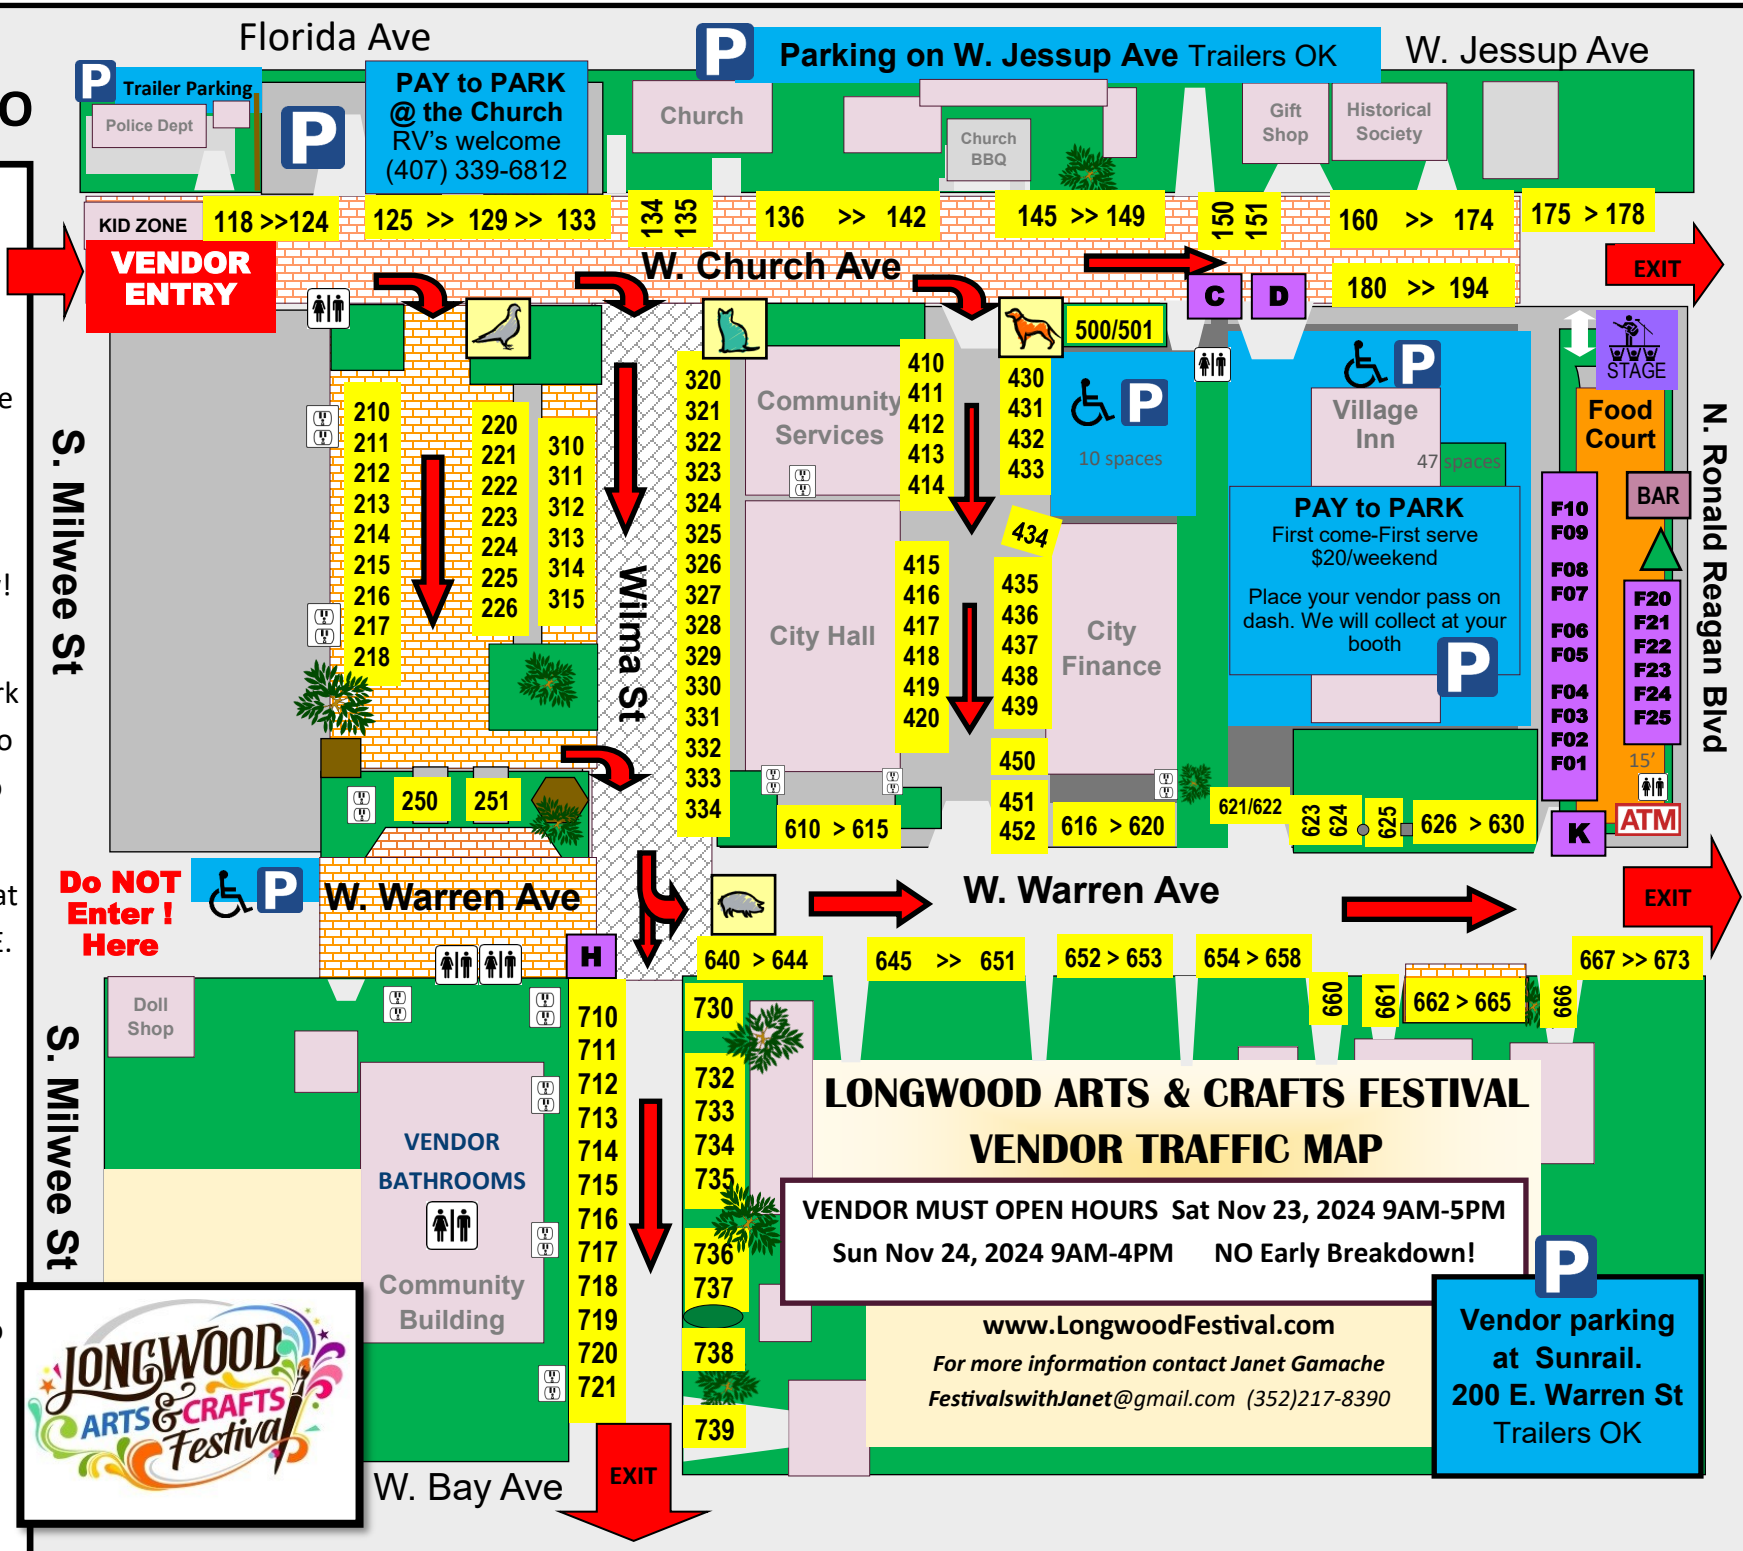 Florida Ave
Parking on W. Jessup Ave Trailers OK
W. Jessup Ave
P
P
Trailer Parking
Police Dept
P
PAY to PARK
@ the Church
RV's welcome
(407) 339-6812
Church
Church
BBQ
Gift
Shop
Historical
Society
O
KID ZONE
118 >>124
125 >> 129 >> 133
134
135
136 >> 142
145 >> 149
150
151
160 >> 174
175 > 178
VENDOR
ENTRY
W. Church Ave
C
D
180 >> 194
EXIT
500/501
STAGE
S. Milwee St
210
211
212
213
214
215
216
217
218
220
221
222
223
224
225
226
310
311
312
313
314
315
Wilma St
320
321
322
323
324
325
326
327
328
329
330
331
332
333
334
Community
Services
City Hall
410
411
412
413
414
415
416
417
418
419
420
430
431
432
433
434
435
436
437
438
439
450
451
452
P
10 spaces
City
Finance
P
Village
Inn
47 spaces
PAY to PARK
First come-First serve
$20/weekend
Place your vendor pass on
dash. We will collect at your
booth
P
Food
Court
BAR
F10
F09
F08
F07
F06
F05
F04
F03
F02
F01
F20
F21
F22
F23
F24
F25
15'
ATM
K
N. Ronald Reagan Blvd
e
!
rk
o
at
E.
250
251
610 > 615
616 > 620
621/622
623
624
625
626 > 630
Do NOT
Enter !
Here
P
W. Warren Ave
W. Warren Ave
EXIT
H
640 > 644
645 >> 651
652 > 653
654 > 658
660
661
662 > 665
666
667 >> 673
Doll
Shop
S. Milwee St
VENDOR
BATHROOMS
Community
Building
710
711
712
713
714
715
716
717
718
719
720
721
730
732
733
734
735
736
737
738
739
LONGWOOD ARTS & CRAFTS FESTIVAL
VENDOR TRAFFIC MAP
VENDOR MUST OPEN HOURS Sat Nov 23, 2024 9AM-5PM
Sun Nov 24, 2024 9AM-4PM NO Early Breakdown!
www.LongwoodFestival.com
For more information contact Janet Gamache
FestivalswithJanet@gmail.com (352)217-8390
P
Vendor parking
at Sunrail.
200 E. Warren St
Trailers OK
LONGWOOD
ARTS & CRAFTS
Festival
W. Bay Ave
EXIT